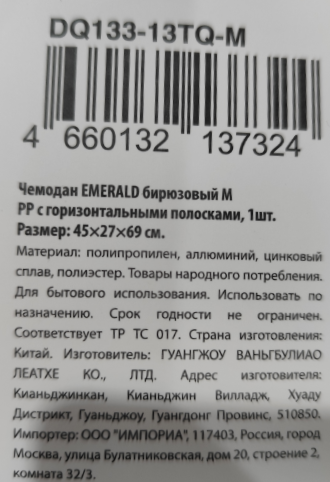 DQ133-13TQ-M
4 660132 137324
Чемодан EMERALD бирюзовый М
PP с горизонтальными полосками, 1шт.
Размер: 45×27×69 см.
Материал: полипропилен, аллюминий, цинковый
сплав, полиэстер. Товары народного потребления.
Для бытового использования. Использовать по
назначению. Срок годности не ограничен.
Соответствует ТР ТС 017. Страна изготовления:
Китай. Изготовитель: ГУАНГЖОУ ВАНЬГБУЛИАО
ЛЕАТХЕ КО., ЛТД. Адрес изготовителя:
Кианьджинкан, Кианьджин Вилладж, Хуаду
Дистрикт, Гуаньджоу, Гуангдонг Провинс, 510850.
Импортер: ООО "ИМПОРИА", 117403, Россия, город
Москва, улица Булатниковская, дом 20, строение 2,
комната 32/3.